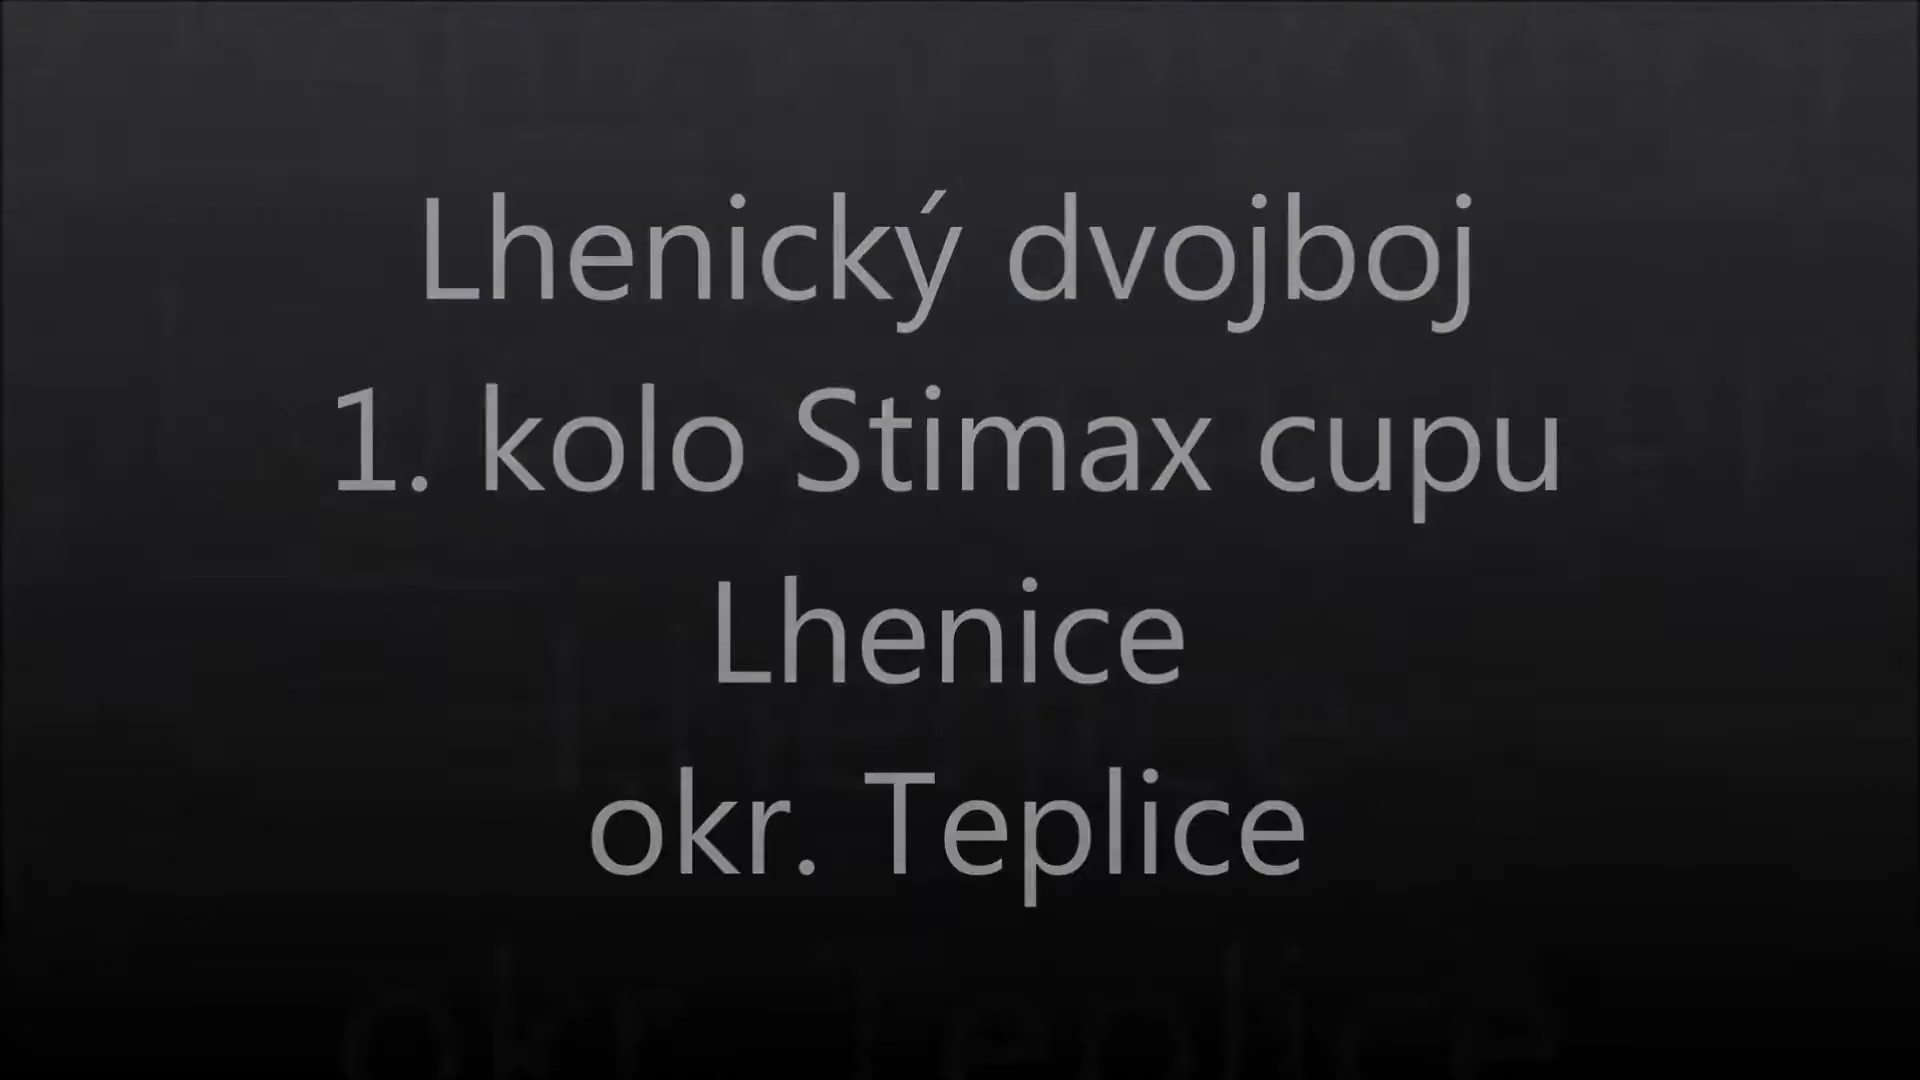 Lhenický dvojboj
1. kolo Stimax cupu
Lhenice
okr. Teplice